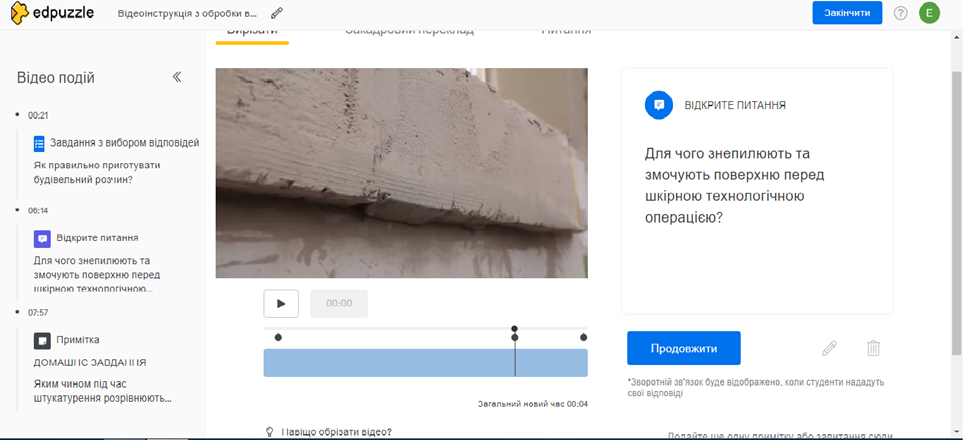 edpuzzle
Відеоінструкція з обробки в...
Закінчити
?
E
Вирізати
Закадровий переклад
Питання
Відео подій
00:21
Завдання з вибором відповідей
Як правильно приготувати
будівельний розчин?
06:14
Відкрите питання
Для чого знепилюють та
змочують поверхню перед
шкірною технологічною...
07:57
Примітка
ДОМАШНЄ ЗАВДАННЯ
Яким чином під час
штукатурення розрівнюють...
00:00
Загальний новий час 00:04
Навіщо обрізати відео?
ВІДКРИТЕ ПИТАННЯ
Для чого знепилюють та
змочують поверхню перед
шкірною технологічною
операцією?
Продовжити
*Зворотній зв'язок буде відображено, коли студенти нададуть
свої відповіді
Додайте ще одну примітку або запитання сюди